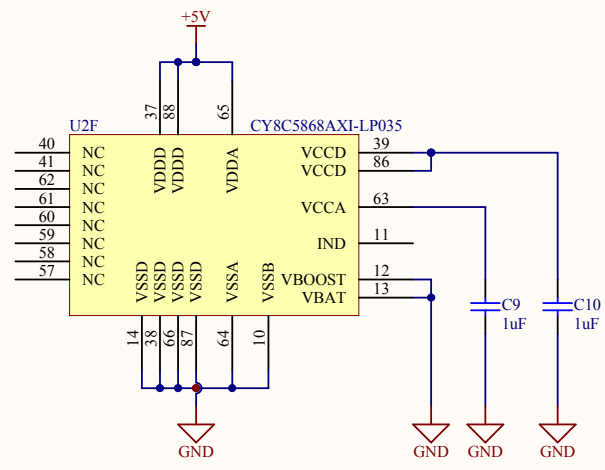 +5V
37
88
65
U2F
CY8C5868AXI-LP035
40 NC VDDD VDDD VDDA VCCD 39
41 NC VCCD 86
62 NC
61 NC VCCA 63
60 NC
59 NC IND 11
58 NC
57 NC VSSD VSSD VSSD VSSD VSSA VSSB VBOOST 12
VBAT 13
C9
1uF
C10
1uF
14
38
66
87
64
10
GND
GND
GND
GND